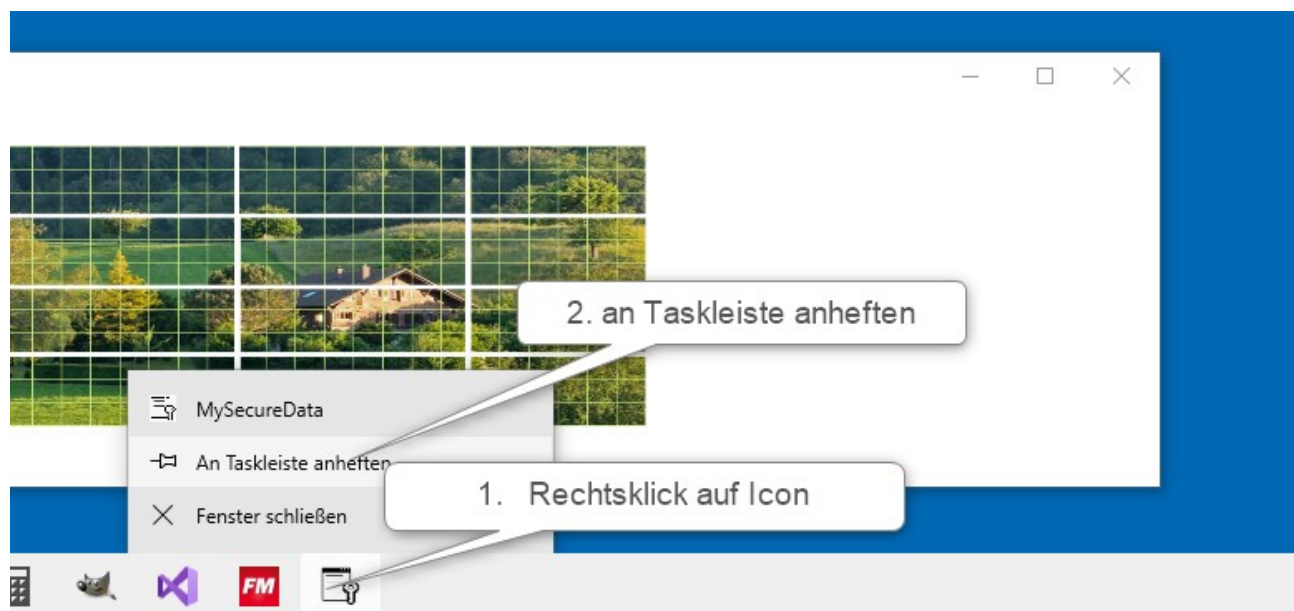 2. an Taskleiste anheften
MySecureData
An Taskleiste anheften
1. Rechtsklick auf Icon
Fenster schließen
FM